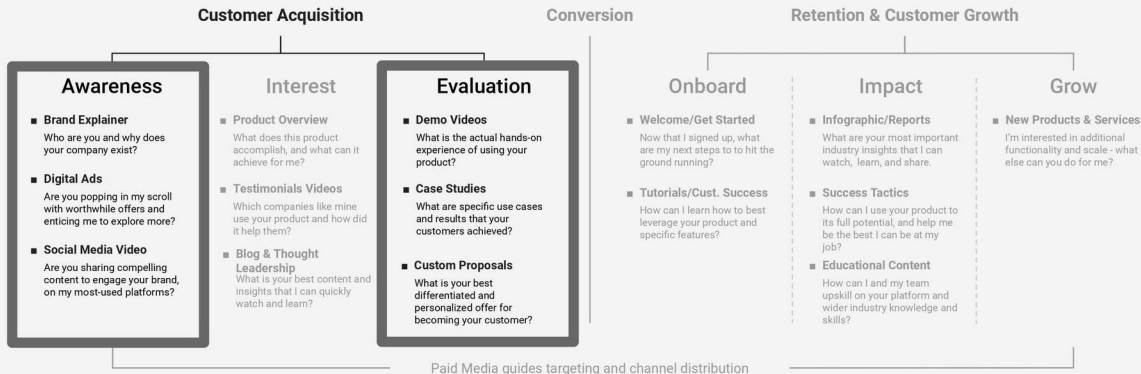 Customer Acquisition
Conversion
Retention & Customer Growth
Awareness
■ Brand Explainer
Who are you and why does
your company exist?
■ Digital Ads
Are you popping in my scroll
with worthwhile offers and
enticing me to explore more?
■ Social Media Video
Are you sharing compelling
content to engage your brand,
on my most-used platforms?
Interest
■ Product Overview
What does this product
accomplish, and what can it
achieve for me?
■ Testimonials Videos
Which companies like mine
use your product and how did
it help them?
■ Blog & Thought
Leadership
What is your best content and
insights that I can quickly
watch and learn?
Evaluation
■ Demo Videos
What is the actual hands-on
experience of using your
product?
■ Case Studies
What are specific use cases
and results that your
customers achieved?
■ Custom Proposals
What is your best
differentiated and
personalized offer for
becoming your customer?
Onboard
■ Welcome/Get Started
Now that I signed up, what
are my next steps to to hit the
ground running?
■ Tutorials/Cust. Success
How can I learn how to best
leverage your product and
specific features?
Impact
■ Infographic/Reports
What are your most important
industry insights that I can
watch, learn, and share.
■ Success Tactics
How can I use your product to
its full potential, and help me
be the best I can be at my
job?
■ Educational Content
How can I and my team
upskill on your platform and
wider industry knowledge and
skills?
Grow
■ New Products & Services
I'm interested in additional
functionality and scale - what
else can you do for me?
Paid Media guides targeting and channel distribution